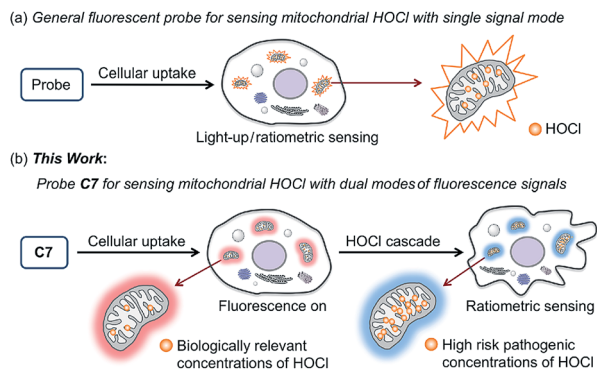 (a) General fluorescent probe for sensing mitochondrial HOCl with single signal mode
Probe
Cellular uptake
Light-up/ratiometric sensing
HOCl
(b) This Work:
Probe C7 for sensing mitochondrial HOCl with dual modes of fluorescence signals
C7
Cellular uptake
HOCl cascade
Fluorescence on
Ratiometric sensing
Biologically relevant
concentrations of HOCl
High risk pathogenic
concentrations of HOCl